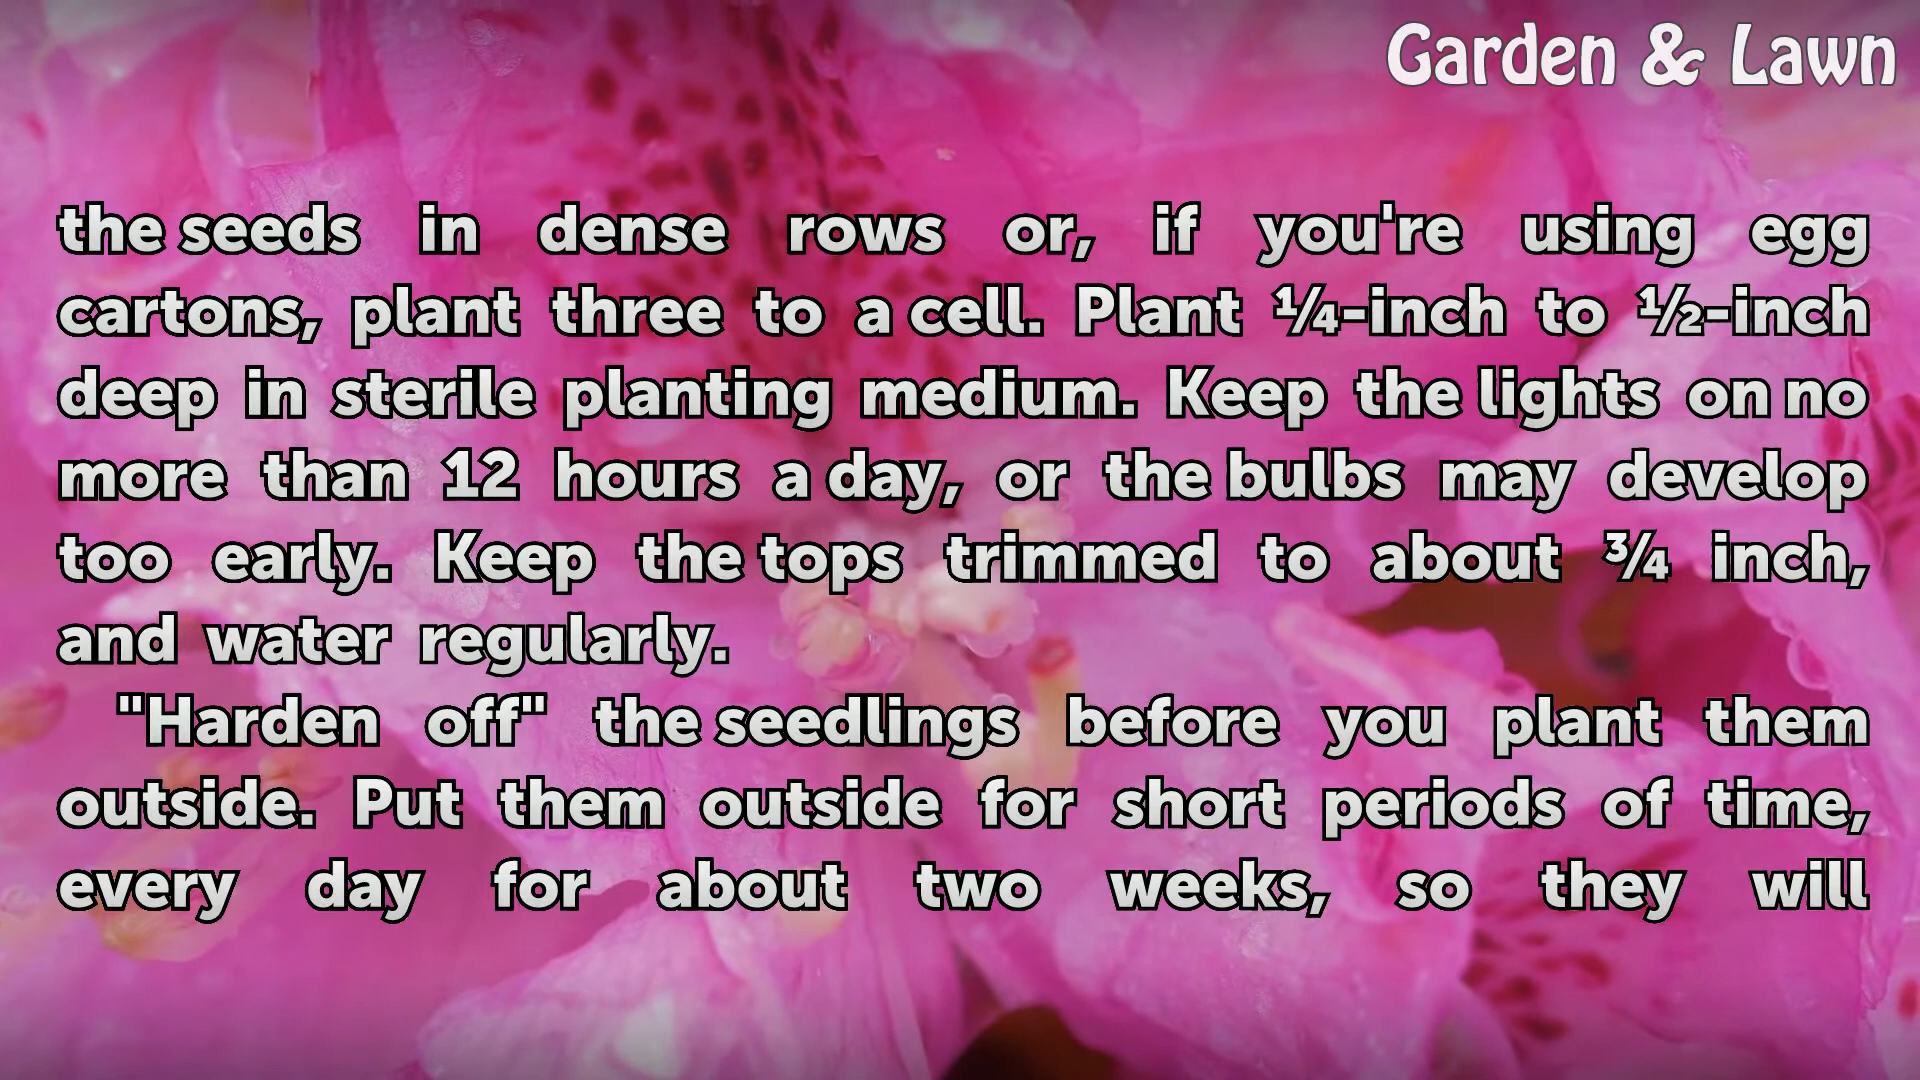 Garden & Lawn
the seeds in dense rows or, if you're using egg
cartons, plant three to a cell. Plant ¼-inch to ½-inch
deep in sterile planting medium. Keep the lights on no
more than 12 hours a day, or the bulbs may develop
too early. Keep the tops trimmed to about ¾ inch,
and water regularly.
"Harden off" the seedlings before you plant them
outside. Put them outside for short periods of time,
every day for about two weeks, so they will